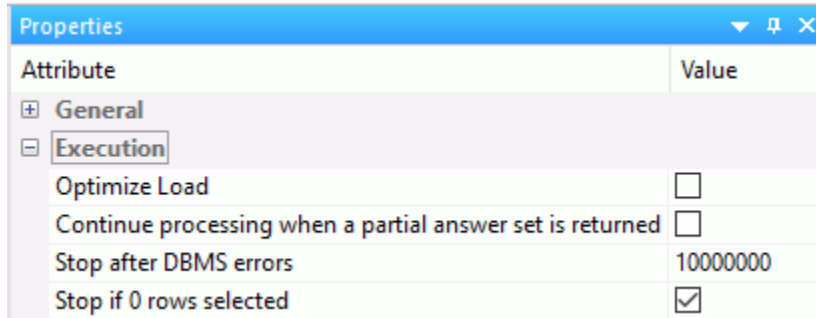 Properties
Attribute Value
General
Execution
Optimize Load
Continue processing when a partial answer set is returned
Stop after DBMS errors 10000000
Stop if 0 rows selected